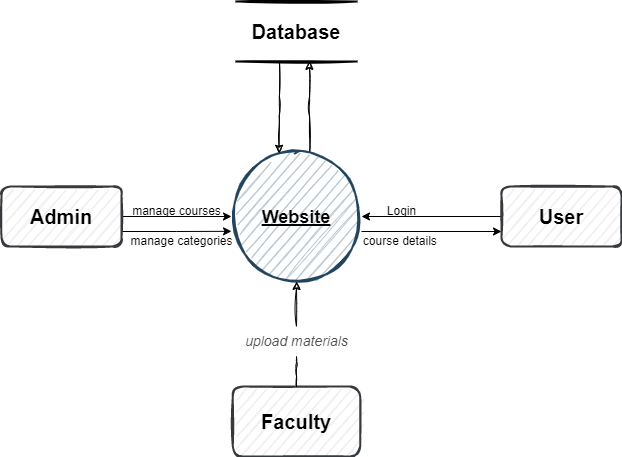 Database
Admin
manage courses
manage categories
Website
Login
course details
User
upload materials
Faculty